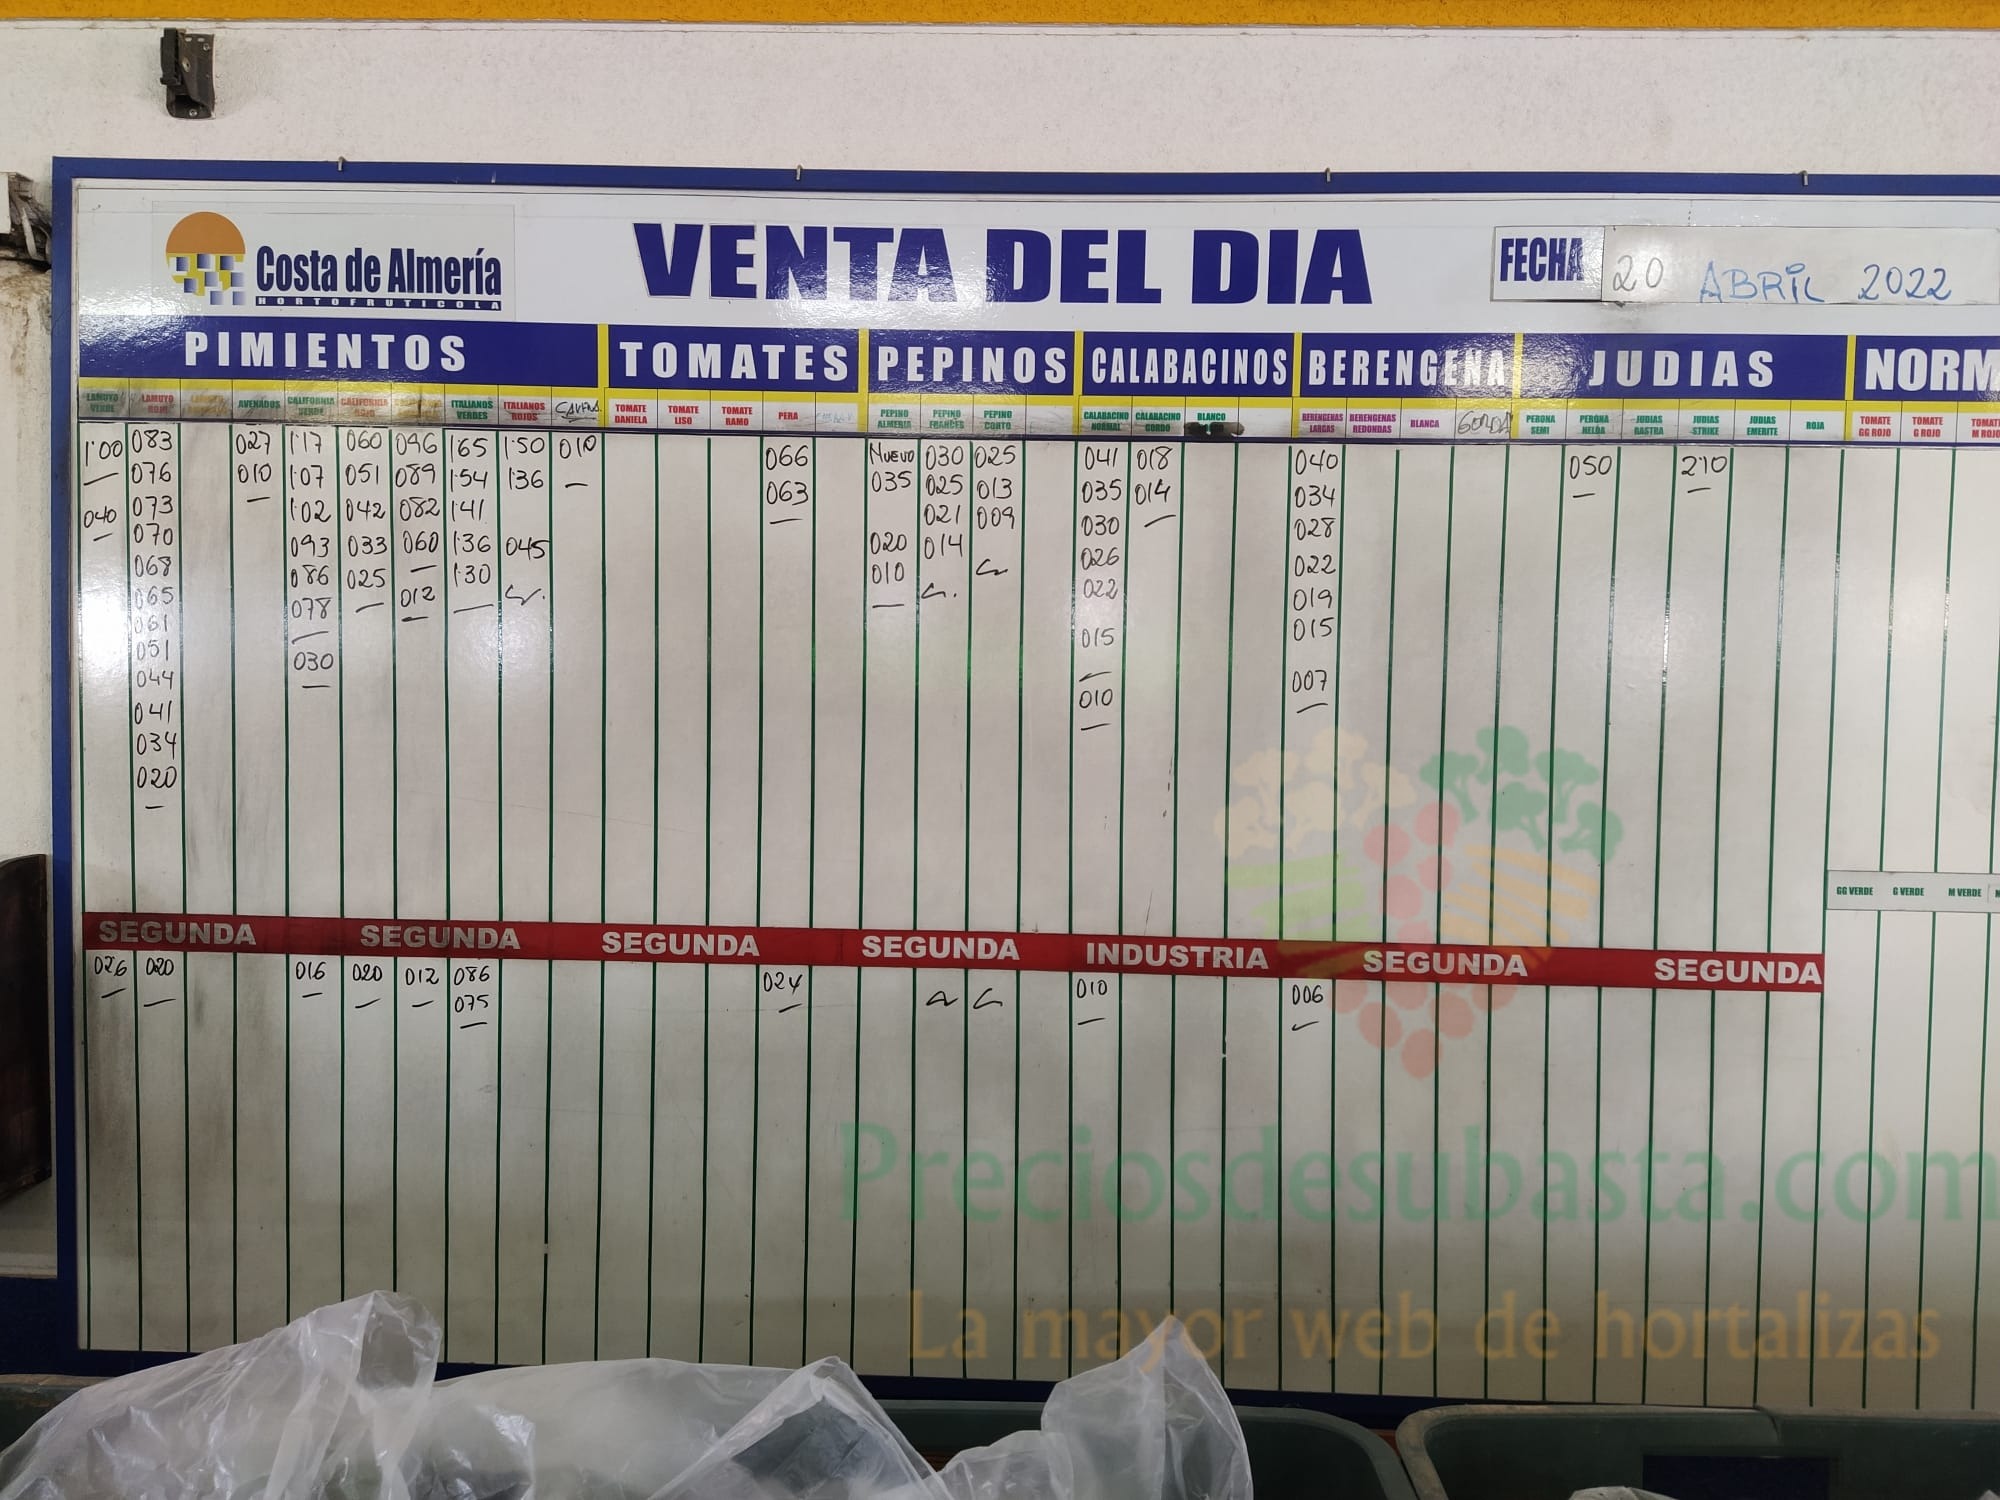 Costa de Almería
HORTOFRUTICOLA
VENTA DEL DIA
FECHA 20 ABRIL 2022
PIMIENTOS TOMATES PEPINOS CALABACINOS BERENGENA JUDIAS NORM
LAMUYO VERDE LAMUYO ROJO AVENADOS CALIFORNIA VERDE CALIFORNIA ROJO ITALIANOS VERDES ITALIANOS ROJOS TOMATE DANIELA TOMATE LISO TOMATE RAMO PERA PEPINO ALMERIA PEPINO FRANCES PEPINO CORTO CALABACINO NORMAL CALABACINO GORDO BLANCO BERENGENAS LARGAS BERENGENAS REDONDAS BLANCA GORDA PERONA SEMI PERONA HELDA JUDIAS RASTRA JUDIAS STRIKE JUDIAS EMERITE ROJA TOMATE GG ROJO TOMATE G ROJO TOMATE M ROJO
1'00 083 027 1'17 060 096 1'65 1'50 010 066 NUEVO 030 025 041 018 040 050 2'10
076 010 1'07 051 089 1'54 1'36 063 035 025 013 035 014 034
040 073 1'02 042 082 1'41 021 009 030 028
070 093 033 060 1'36 045 020 014 026 022
068 086 025 012 1'30 010 022 019
065 078 015 015
061
051 030
044 010 007
041
034
020
GG VERDE G VERDE M VERDE
SEGUNDA SEGUNDA SEGUNDA SEGUNDA INDUSTRIA SEGUNDA SEGUNDA
026 020 016 020 012 086 024 010 006
075
Preciosdesubasta.com
La mayor web de hortalizas